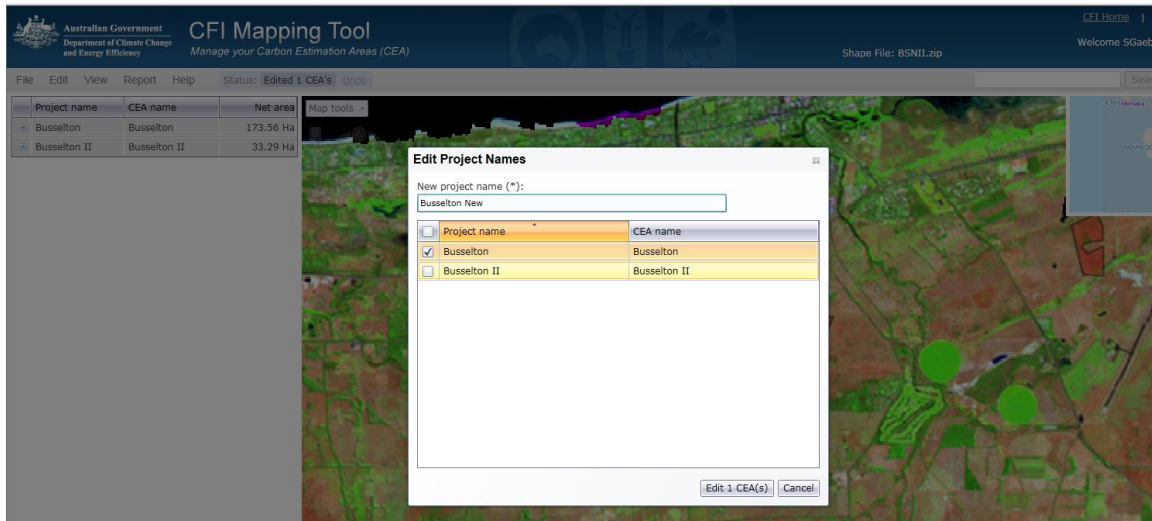 CFI Home |
Australian Government
Department of Climate Change
and Energy Efficiency
CFI Mapping Tool
Manage your Carbon Estimation Areas (CEA)
Welcome SGaeb
Shape File: BSNII.zip
File Edit View Report Help Status: Edited 1 CEA's Undo
Sear
Project name CEA name Net area
Busselton Busselton 173.56 Ha
Busselton II Busselton II 33.29 Ha
Map tools
Edit Project Names
New project name (*):
Busselton New
Project name CEA name
Busselton Busselton
Busselton II Busselton II
Edit 1 CEA(s) Cancel